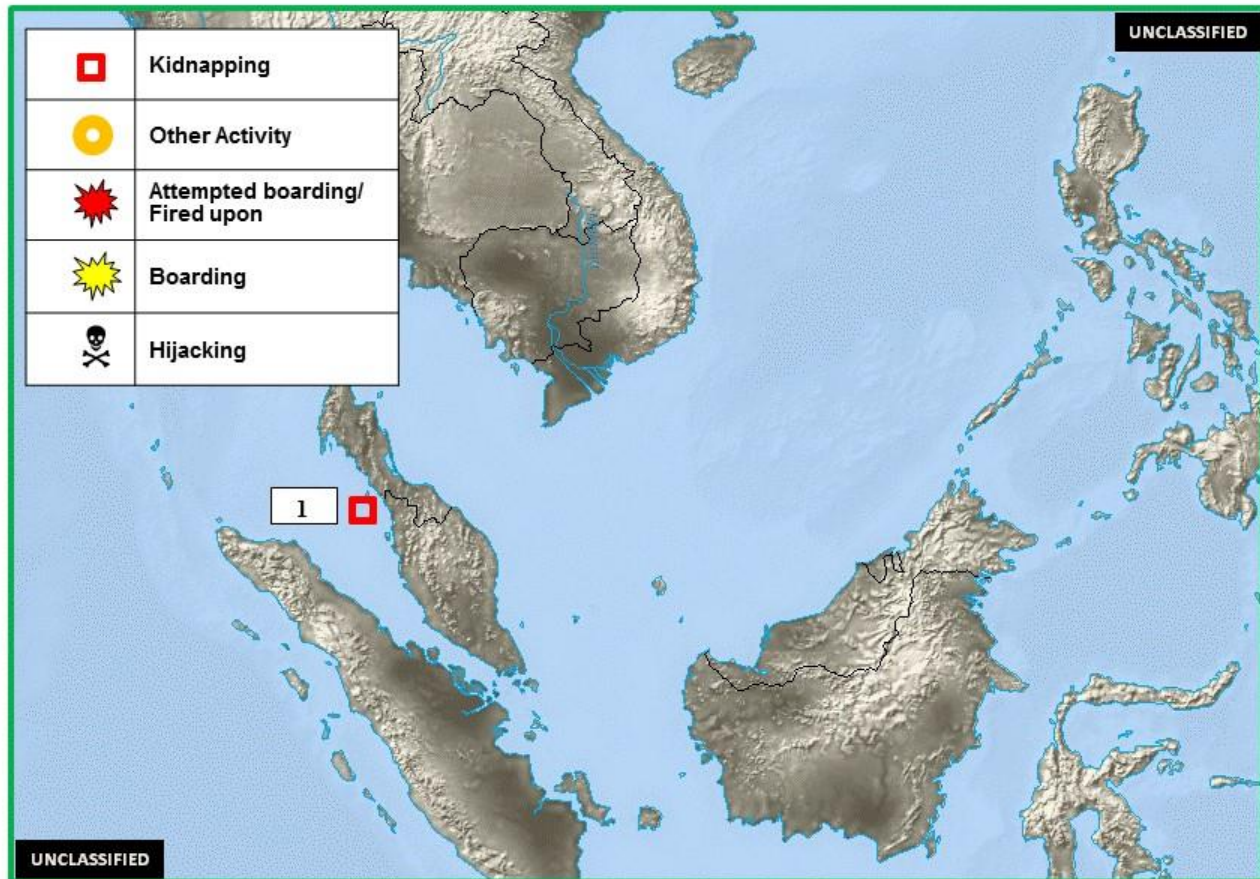 UNCLASSIFIED
Kidnapping
Other Activity
Attempted boarding/
Fired upon
Boarding
Hijacking
1
UNCLASSIFIED